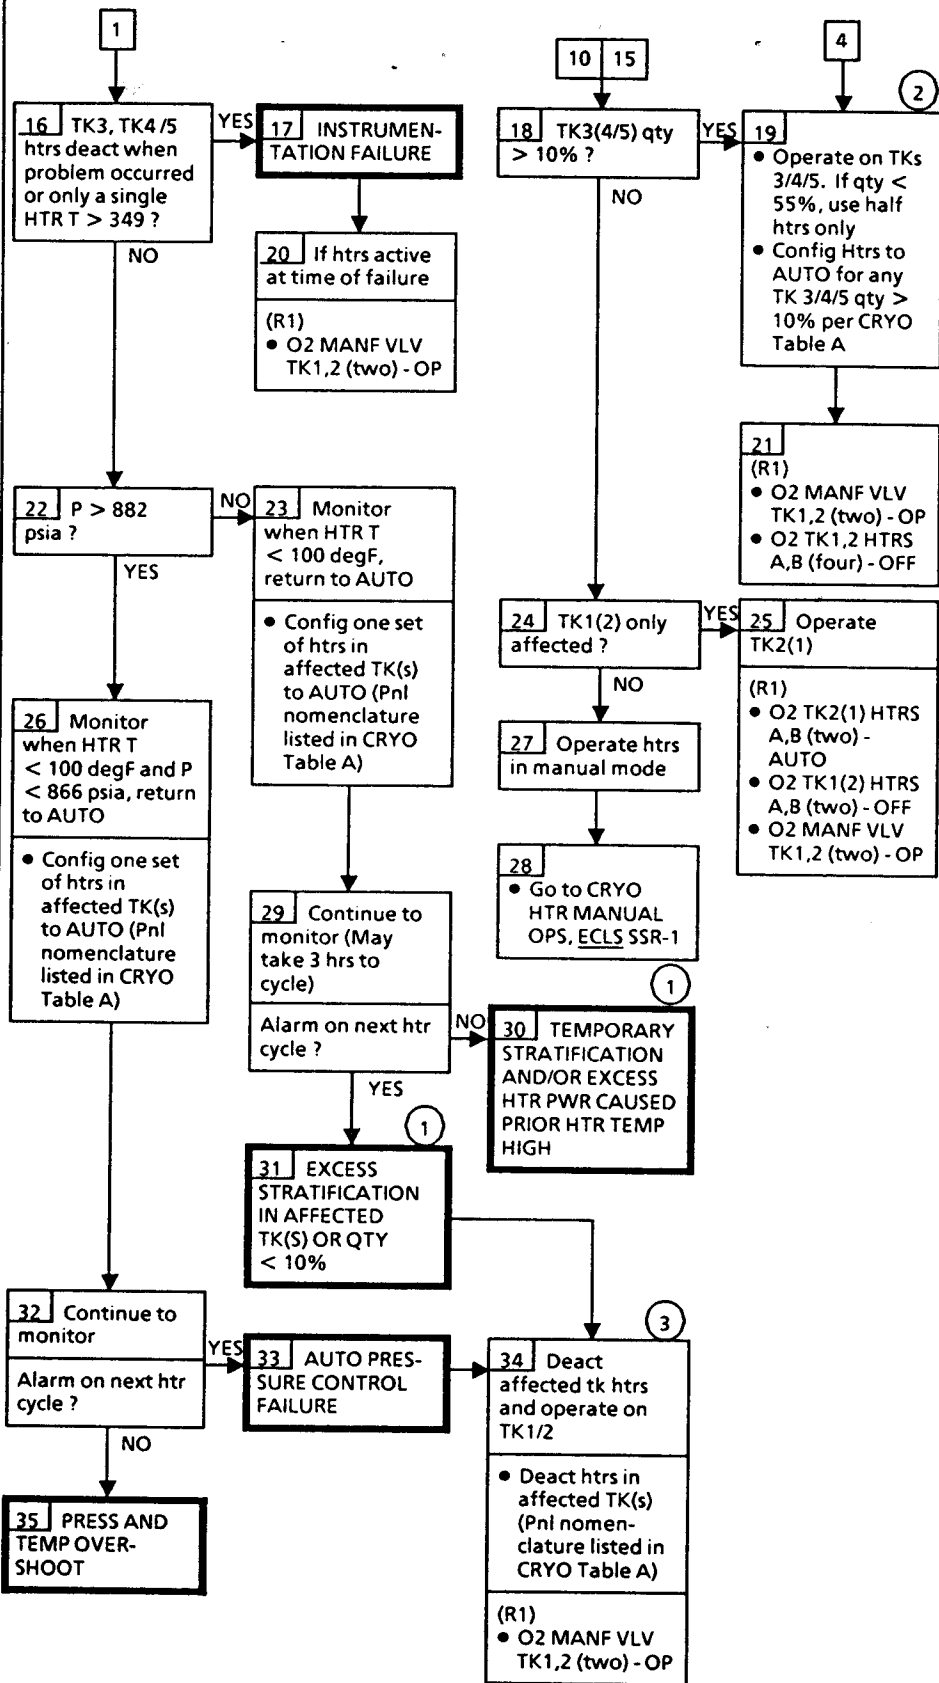 1
16 TK3, TK4/5
htrs deact when
problem occurred
or only a single
HTR T > 349 ?
YES
NO
17 INSTRUMEN-
TATION FAILURE
20 If htrs active
at time of failure
(R1)
• O2 MANF VLV
TK1,2 (two) - OP
22 P > 882
psia ?
NO
YES
23 Monitor
when HTR T
< 100 degF,
return to AUTO
• Config one set
of htrs in
affected TK(s)
to AUTO (Pnl
nomenclature
listed in CRYO
Table A)
26 Monitor
when HTR T
< 100 degF and P
< 866 psia, return
to AUTO
• Config one set
of htrs in
affected TK(s)
to AUTO (Pnl
nomenclature
listed in CRYO
Table A)
29 Continue to
monitor (May
take 3 hrs to
cycle)
Alarm on next htr
cycle ?
NO
YES
1
30 TEMPORARY
STRATIFICATION
AND/OR EXCESS
HTR PWR CAUSED
PRIOR HTR TEMP
HIGH
1
31 EXCESS
STRATIFICATION
IN AFFECTED
TK(S) OR QTY
< 10%
32 Continue to
monitor
Alarm on next htr
cycle ?
YES
NO
33 AUTO PRES-
SURE CONTROL
FAILURE
3
34 Deact
affected tk htrs
and operate on
TK1/2
• Deact htrs in
affected TK(s)
(Pnl nomen-
clature listed in
CRYO Table A)
(R1)
• O2 MANF VLV
TK1,2 (two) - OP
35 PRESS AND
TEMP OVER-
SHOOT
10 15
18 TK3(4/5) qty
> 10% ?
YES
NO
4
2
19
• Operate on TKs
3/4/5. If qty <
55%, use half
htrs only
• Config Htrs to
AUTO for any
TK 3/4/5 qty >
10% per CRYO
Table A
21
(R1)
• O2 MANF VLV
TK1,2 (two) - OP
• O2 TK1,2 HTRS
A,B (four) - OFF
24 TK1(2) only
affected ?
YES
NO
25 Operate
TK2(1)
(R1)
• O2 TK2(1) HTRS
A,B (two) -
AUTO
• O2 TK1(2) HTRS
A,B (two) - OFF
• O2 MANF VLV
TK1,2 (two) - OP
27 Operate htrs
in manual mode
28
• Go to CRYO
HTR MANUAL
OPS, ECLS SSR-1